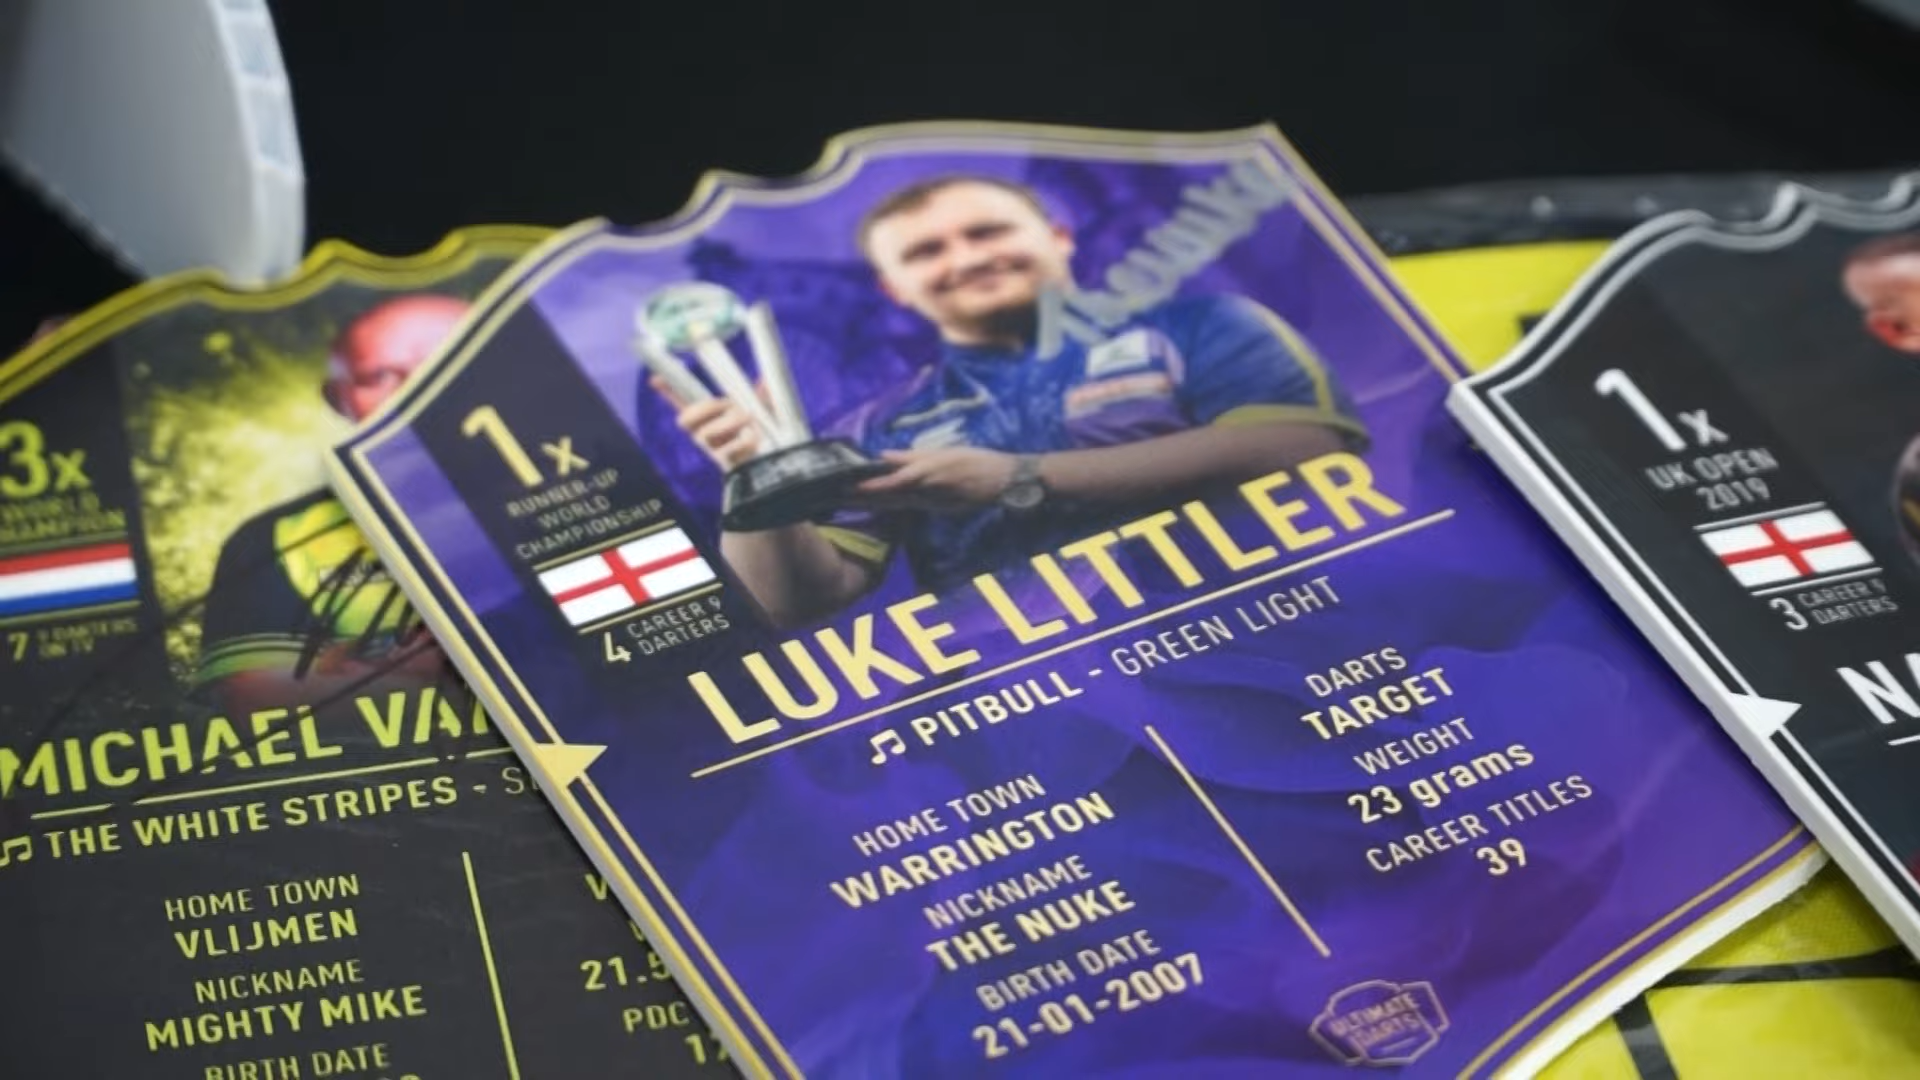 3x
WORLD
CHAMPION
7 9 DARTERS
ON TV
MICHAEL VAN
THE WHITE STRIPES -
HOME TOWN
VLIJMEN
NICKNAME
MIGHTY MIKE
BIRTH DATE
21.5
PDC
1x
RUNNER-UP
WORLD
CHAMPIONSHIP
4 CAREER 9
DARTERS
LUKE LITTLER
PITBULL - GREEN LIGHT
HOME TOWN
WARRINGTON
NICKNAME
THE NUKE
BIRTH DATE
21-01-2007
DARTS
TARGET
WEIGHT
23 grams
CAREER TITLES
39
ULTIMATE
DARTS
1x
UK OPEN
2019
3 CAREER 9
DARTERS
NA